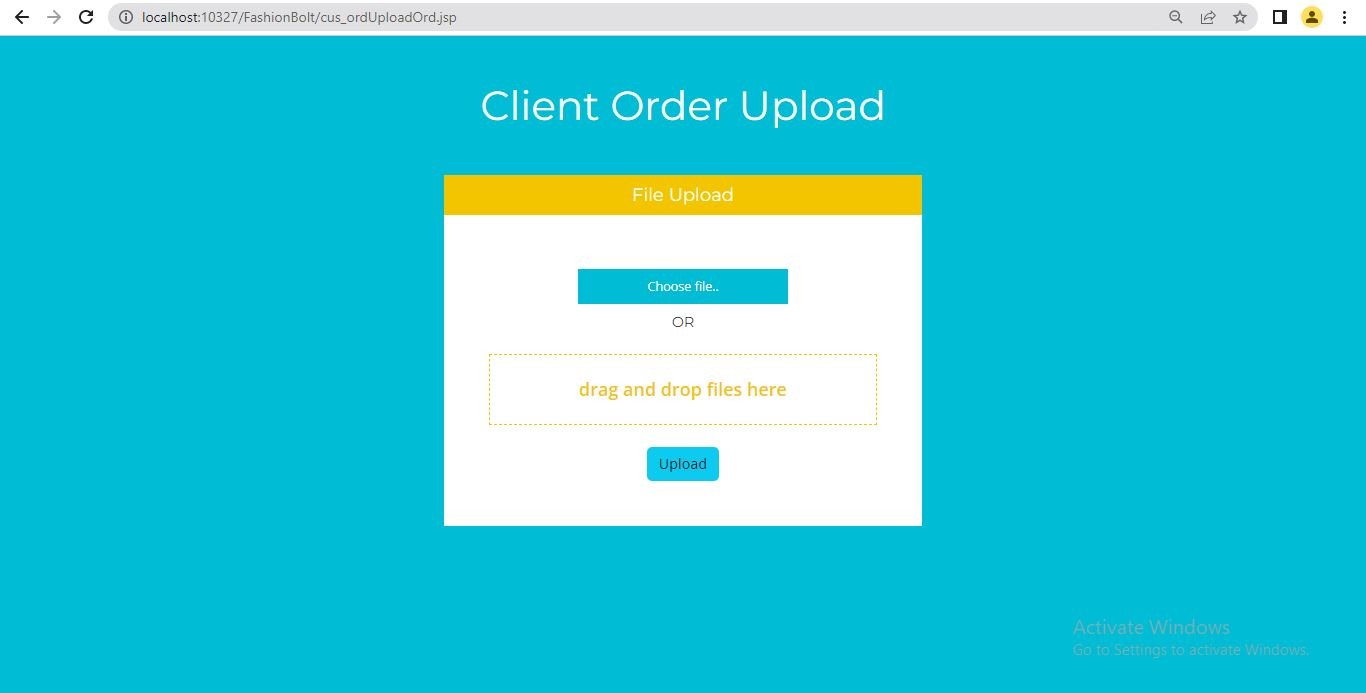 localhost:10327/FashionBolt/cus_ordUploadOrd.jsp
Client Order Upload
File Upload
Choose file..
OR
drag and drop files here
Upload
Activate Windows
Go to Settings to activate Windows.